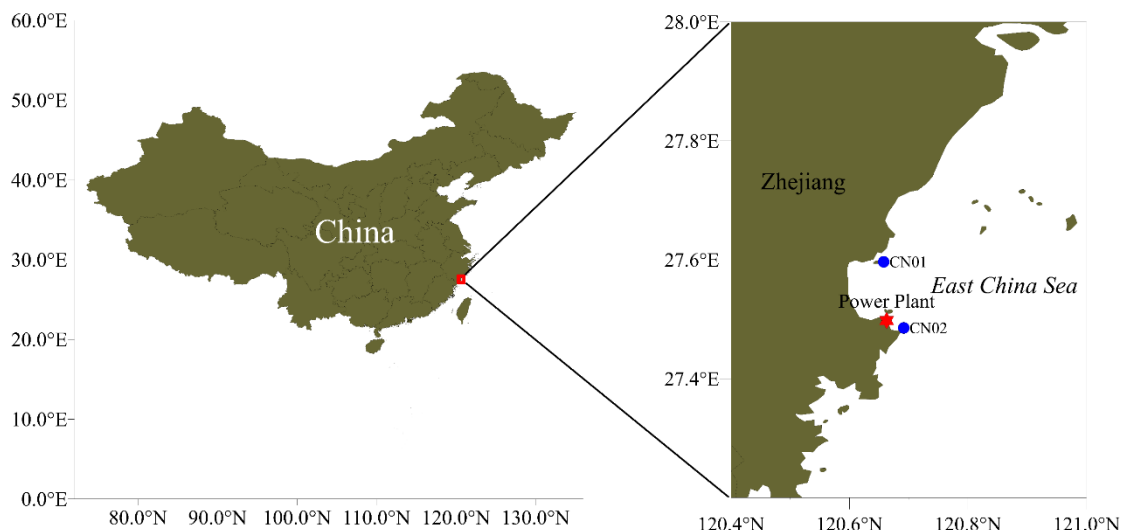 60.0°E
50.0°E
40.0°E
30.0°E
20.0°E
10.0°E
0.0°E
80.0°N
90.0°N
100.0°N
110.0°N
120.0°N
130.0°N
China
28.0°E
27.8°E
27.6°E
27.4°E
120.4°N
120.6°N
120.8°N
121.0°N
Zhejiang
CN01
East China Sea
Power Plant
CN02